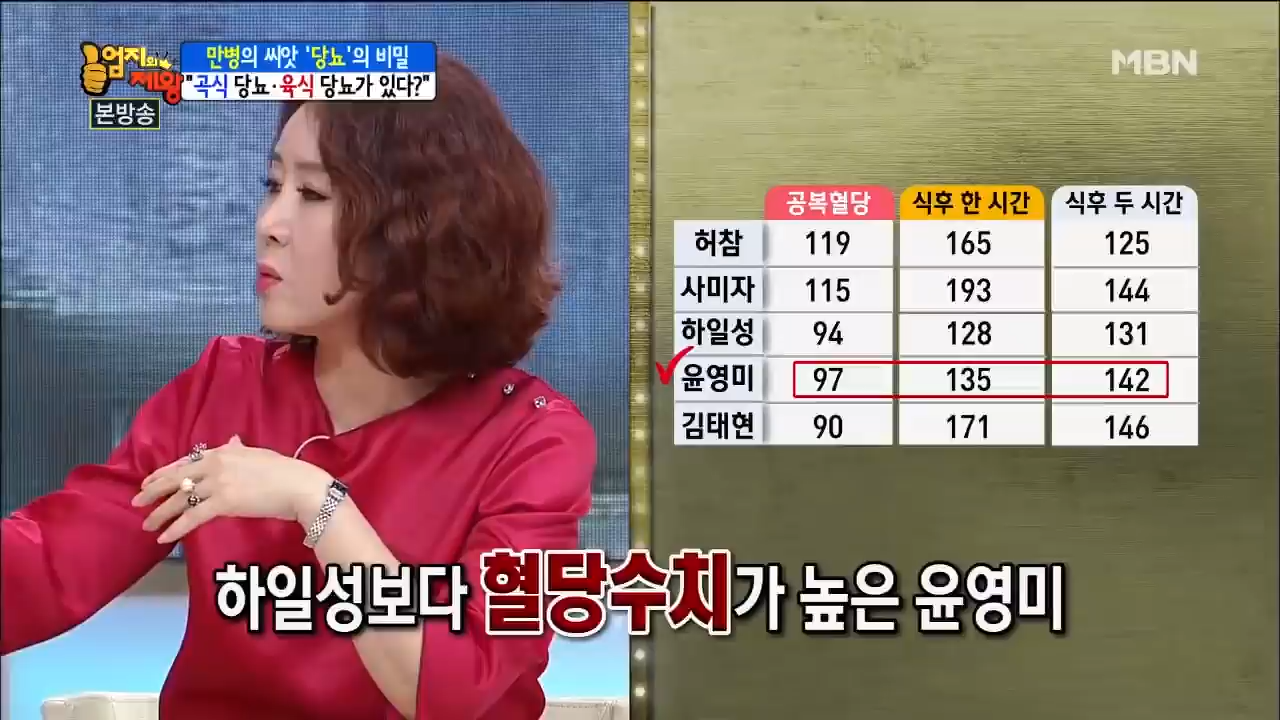 엄지의 제왕
본방송
만병의 씨앗 '당뇨'의 비밀
"곡식 당뇨·육식 당뇨가 있다?"
MBN
공복혈당 식후 한 시간 식후 두 시간
허참 119 165 125
사미자 115 193 144
하일성 94 128 131
윤영미 97 135 142
김태현 90 171 146
하일성보다 혈당수치가 높은 윤영미